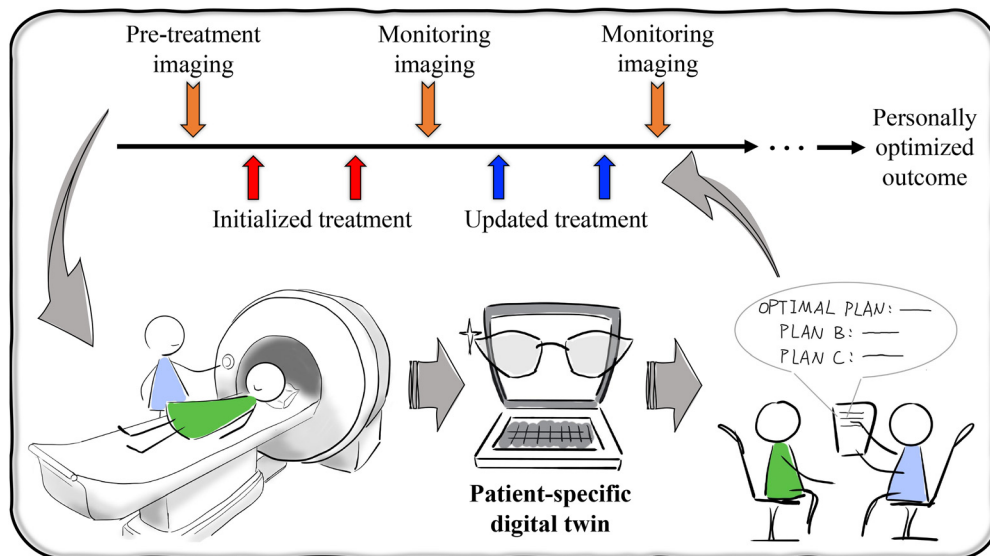 Pre-treatment
imaging
Monitoring
imaging
Monitoring
imaging
Personally
optimized
outcome
Initialized treatment
Updated treatment
OPTIMAL PLAN:
PLAN B:
PLAN C:
Patient-specific
digital twin